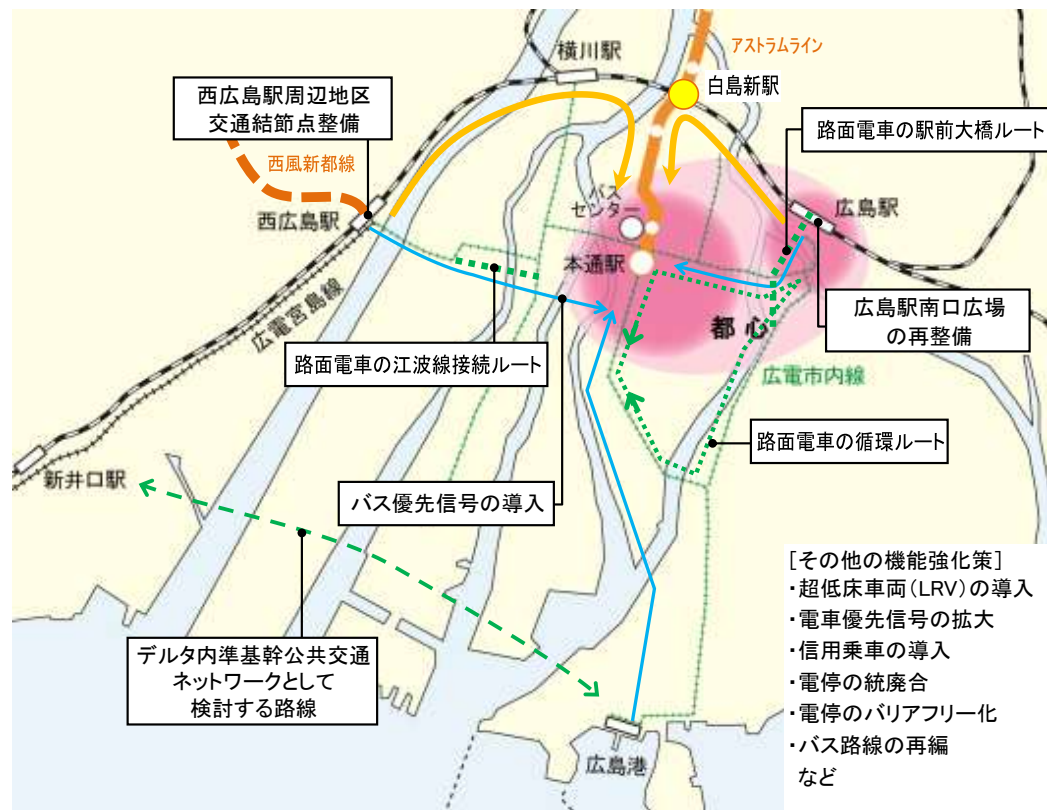 アストラムライン
横川駅
白島新駅
西広島駅周辺地区
交通結節点整備
路面電車の駅前大橋ルート
西風新都線
バス
センター
広島駅
西広島駅
本通駅
広電宮島線
都心
広島駅南口広場
の再整備
路面電車の江波線接続ルート
広電市内線
路面電車の循環ルート
新井口駅
バス優先信号の導入
デルタ内準基幹公共交通
ネットワークとして
検討する路線
広島港
[その他の機能強化策]
・超低床車両(LRV)の導入
・電車優先信号の拡大
・信用乗車の導入
・電停の統廃合
・電停のバリアフリー化
・バス路線の再編
など